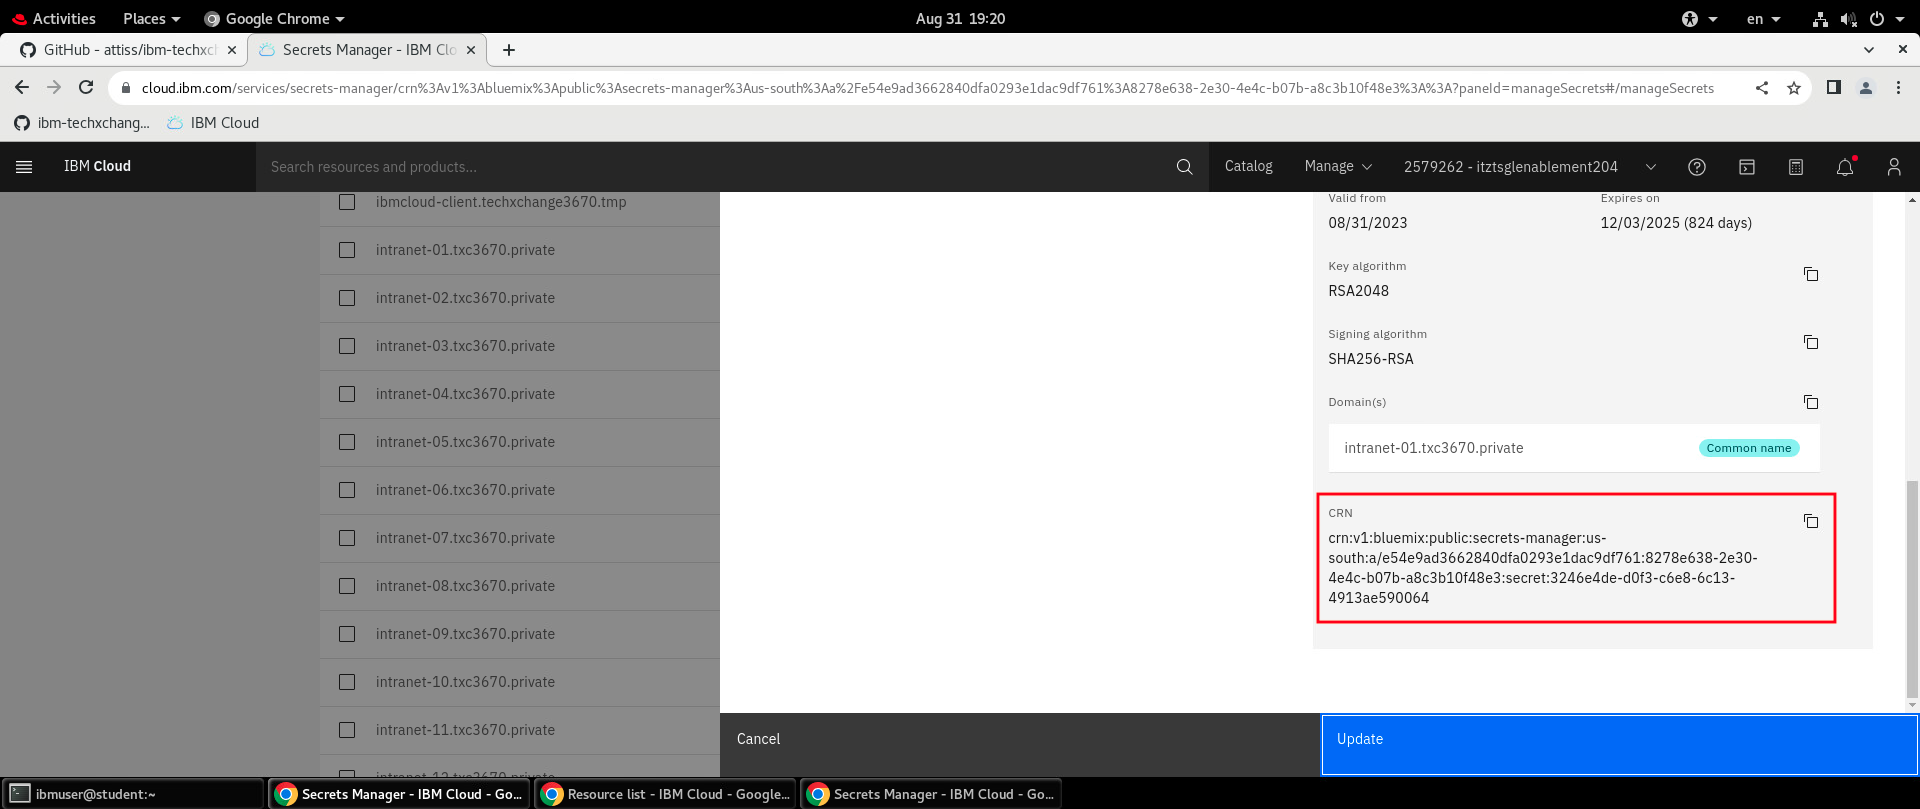 Activities
Places
Google Chrome
Aug 31 19:20
en
GitHub - attiss/ibm-techxch
Secrets Manager - IBM Clo
cloud.ibm.com/services/secrets-manager/crn%3Av1%3Abluemix%3Apublic%3Asecrets-manager%3Aus-south%3Aa%2Fe54e9ad3662840dfa0293e1dac9df761%3A8278e638-2e30-4e4c-b07b-a8c3b10f48e3%3A%3A?paneId=manageSecrets#/manageSecrets
ibm-techxchang...
IBM Cloud
IBM Cloud
Search resources and products...
Catalog
Manage
2579262 - itztsglenablement204
ibmcloud-client.techxchange3670.tmp
intranet-01.txc3670.private
intranet-02.txc3670.private
intranet-03.txc3670.private
intranet-04.txc3670.private
intranet-05.txc3670.private
intranet-06.txc3670.private
intranet-07.txc3670.private
intranet-08.txc3670.private
intranet-09.txc3670.private
intranet-10.txc3670.private
intranet-11.txc3670.private
Valid from
08/31/2023
Expires on
12/03/2025 (824 days)
Key algorithm
RSA2048
Signing algorithm
SHA256-RSA
Domain(s)
intranet-01.txc3670.private
Common name
CRN
crn:v1:bluemix:public:secrets-manager:us-
south:a/e54e9ad3662840dfa0293e1dac9df761:8278e638-2e30-
4e4c-b07b-a8c3b10f48e3:secret:3246e4de-d0f3-c6e8-6c13-
4913ae590064
Cancel
Update
ibmuser@student:~
Secrets Manager - IBM Cloud - Go...
Resource list - IBM Cloud - Google...
Secrets Manager - IBM Cloud - Go...